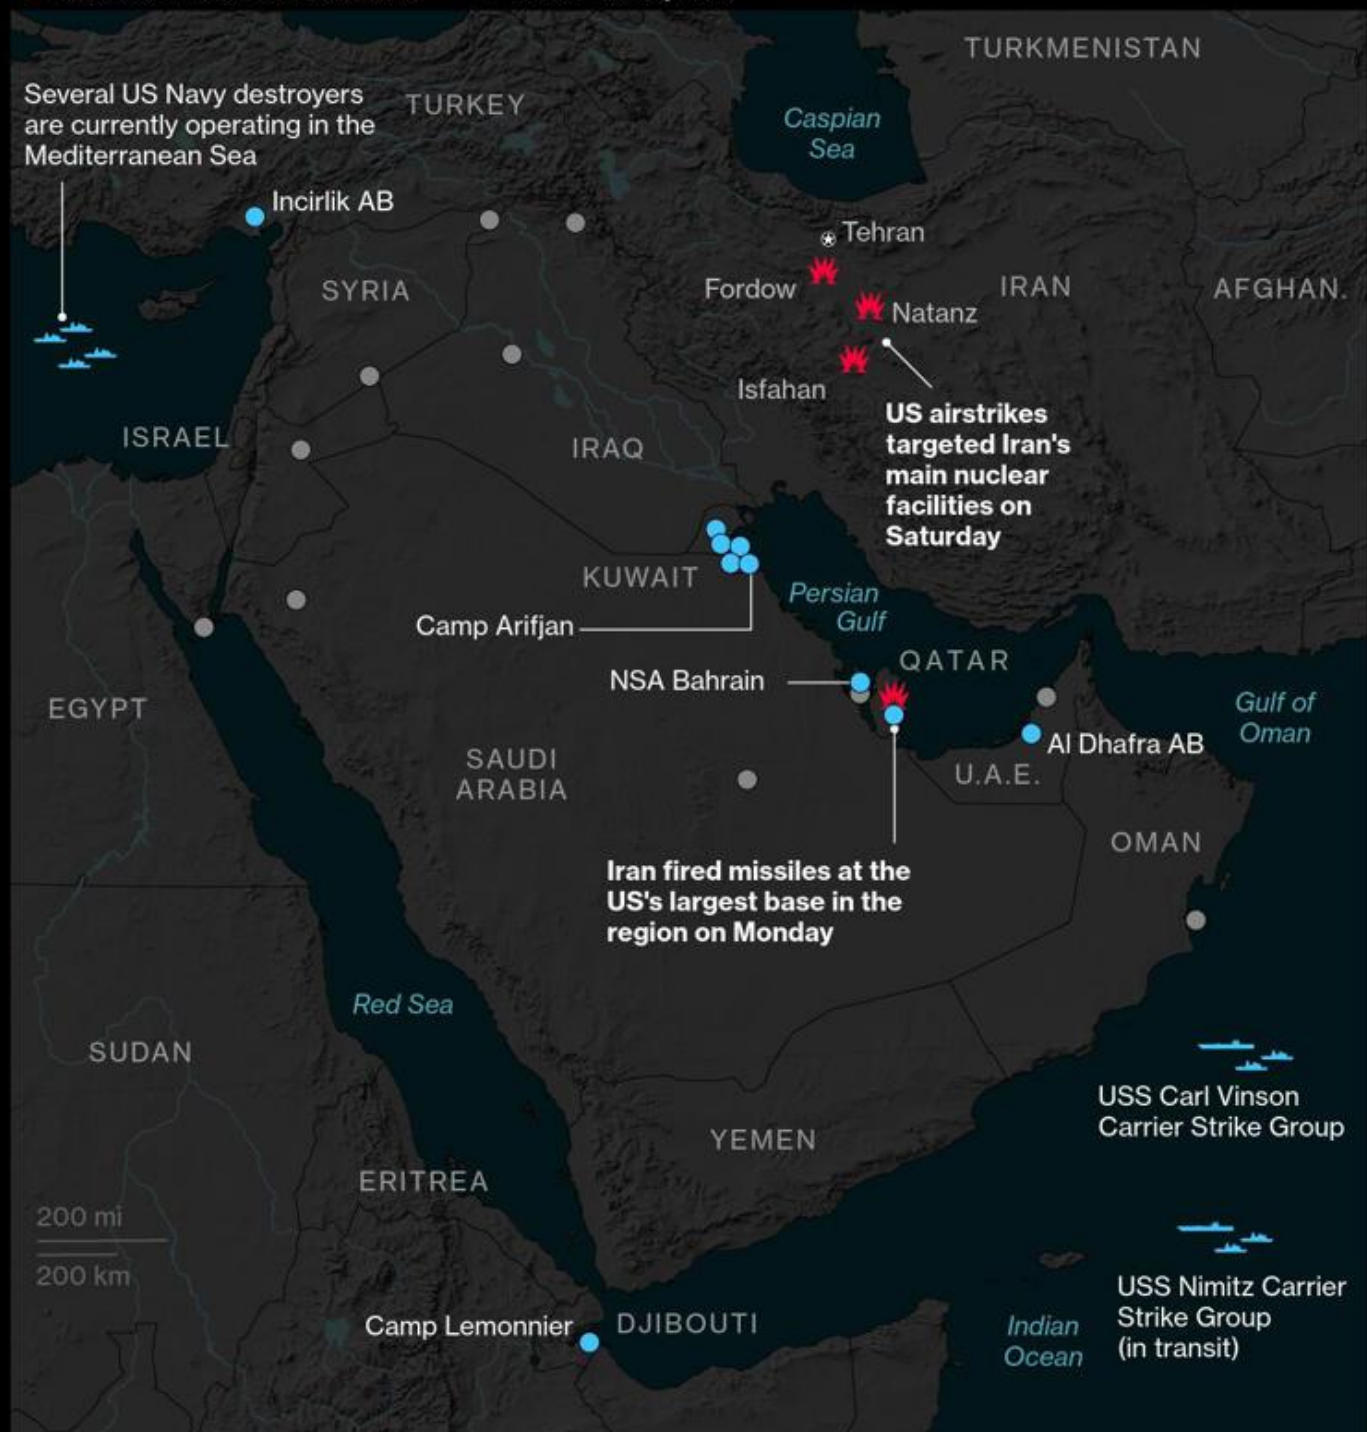 TURKMENISTAN
Several US Navy destroyers
are currently operating in the
Mediterranean Sea
TURKEY
Caspian
Sea
Incirlik AB
Tehran
SYRIA
Fordow
IRAN
AFGHAN.
Natanz
Isfahan
US airstrikes
targeted Iran's
main nuclear
facilities on
Saturday
ISRAEL
IRAQ
KUWAIT
Persian
Gulf
Camp Arifjan
QATAR
NSA Bahrain
EGYPT
Gulf of
Oman
Al Dhafra AB
SAUDI
ARABIA
U.A.E.
OMAN
Iran fired missiles at the
US's largest base in the
region on Monday
Red Sea
SUDAN
USS Carl Vinson
Carrier Strike Group
YEMEN
ERITREA
200 mi
200 km
USS Nimitz Carrier
Strike Group
(in transit)
Camp Lemonnier
DJIBOUTI
Indian
Ocean